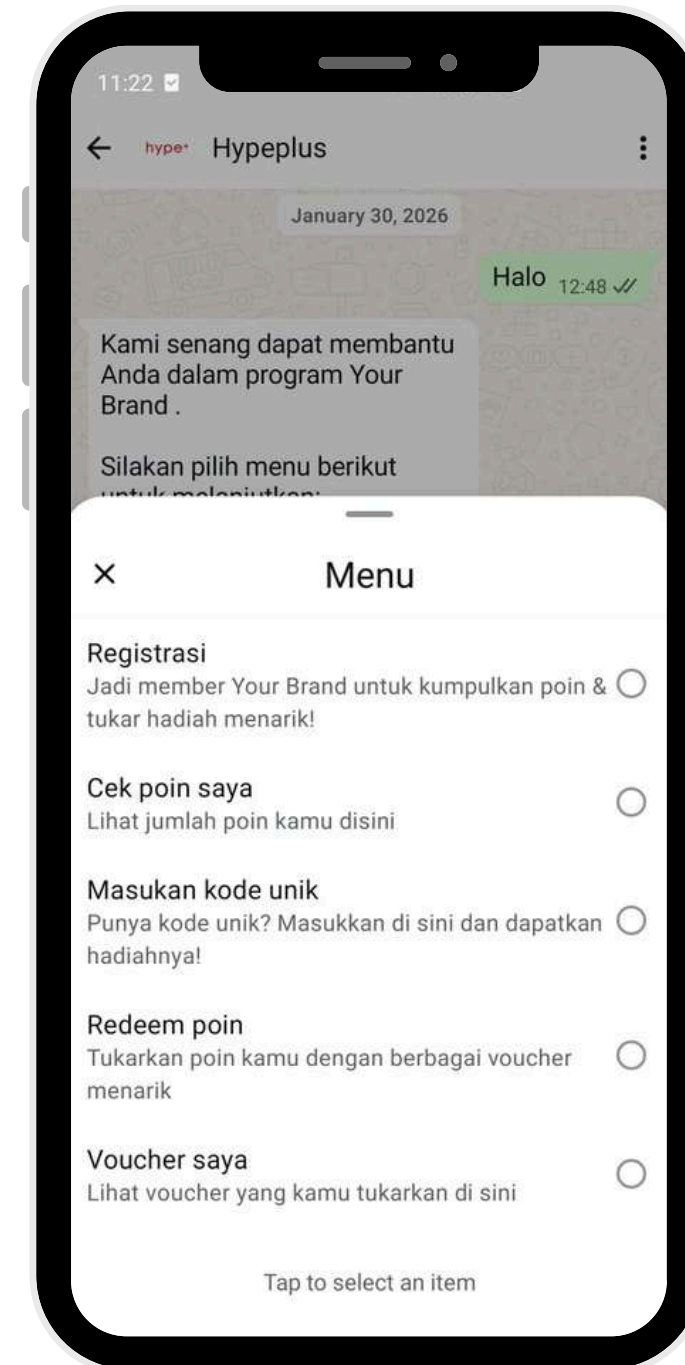 11:22
hype+ Hypeplus
January 30, 2026
Halo 12:48
Kami senang dapat membantu
Anda dalam program Your
Brand .
Silakan pilih menu berikut
untuk melanjutkan:
Menu
Registrasi
Jadi member Your Brand untuk kumpulkan poin &
tukar hadiah menarik!
Cek poin saya
Lihat jumlah poin kamu disini
Masukan kode unik
Punya kode unik? Masukkan di sini dan dapatkan
hadiahnya!
Redeem poin
Tukarkan poin kamu dengan berbagai voucher
menarik
Voucher saya
Lihat voucher yang kamu tukarkan di sini
Tap to select an item